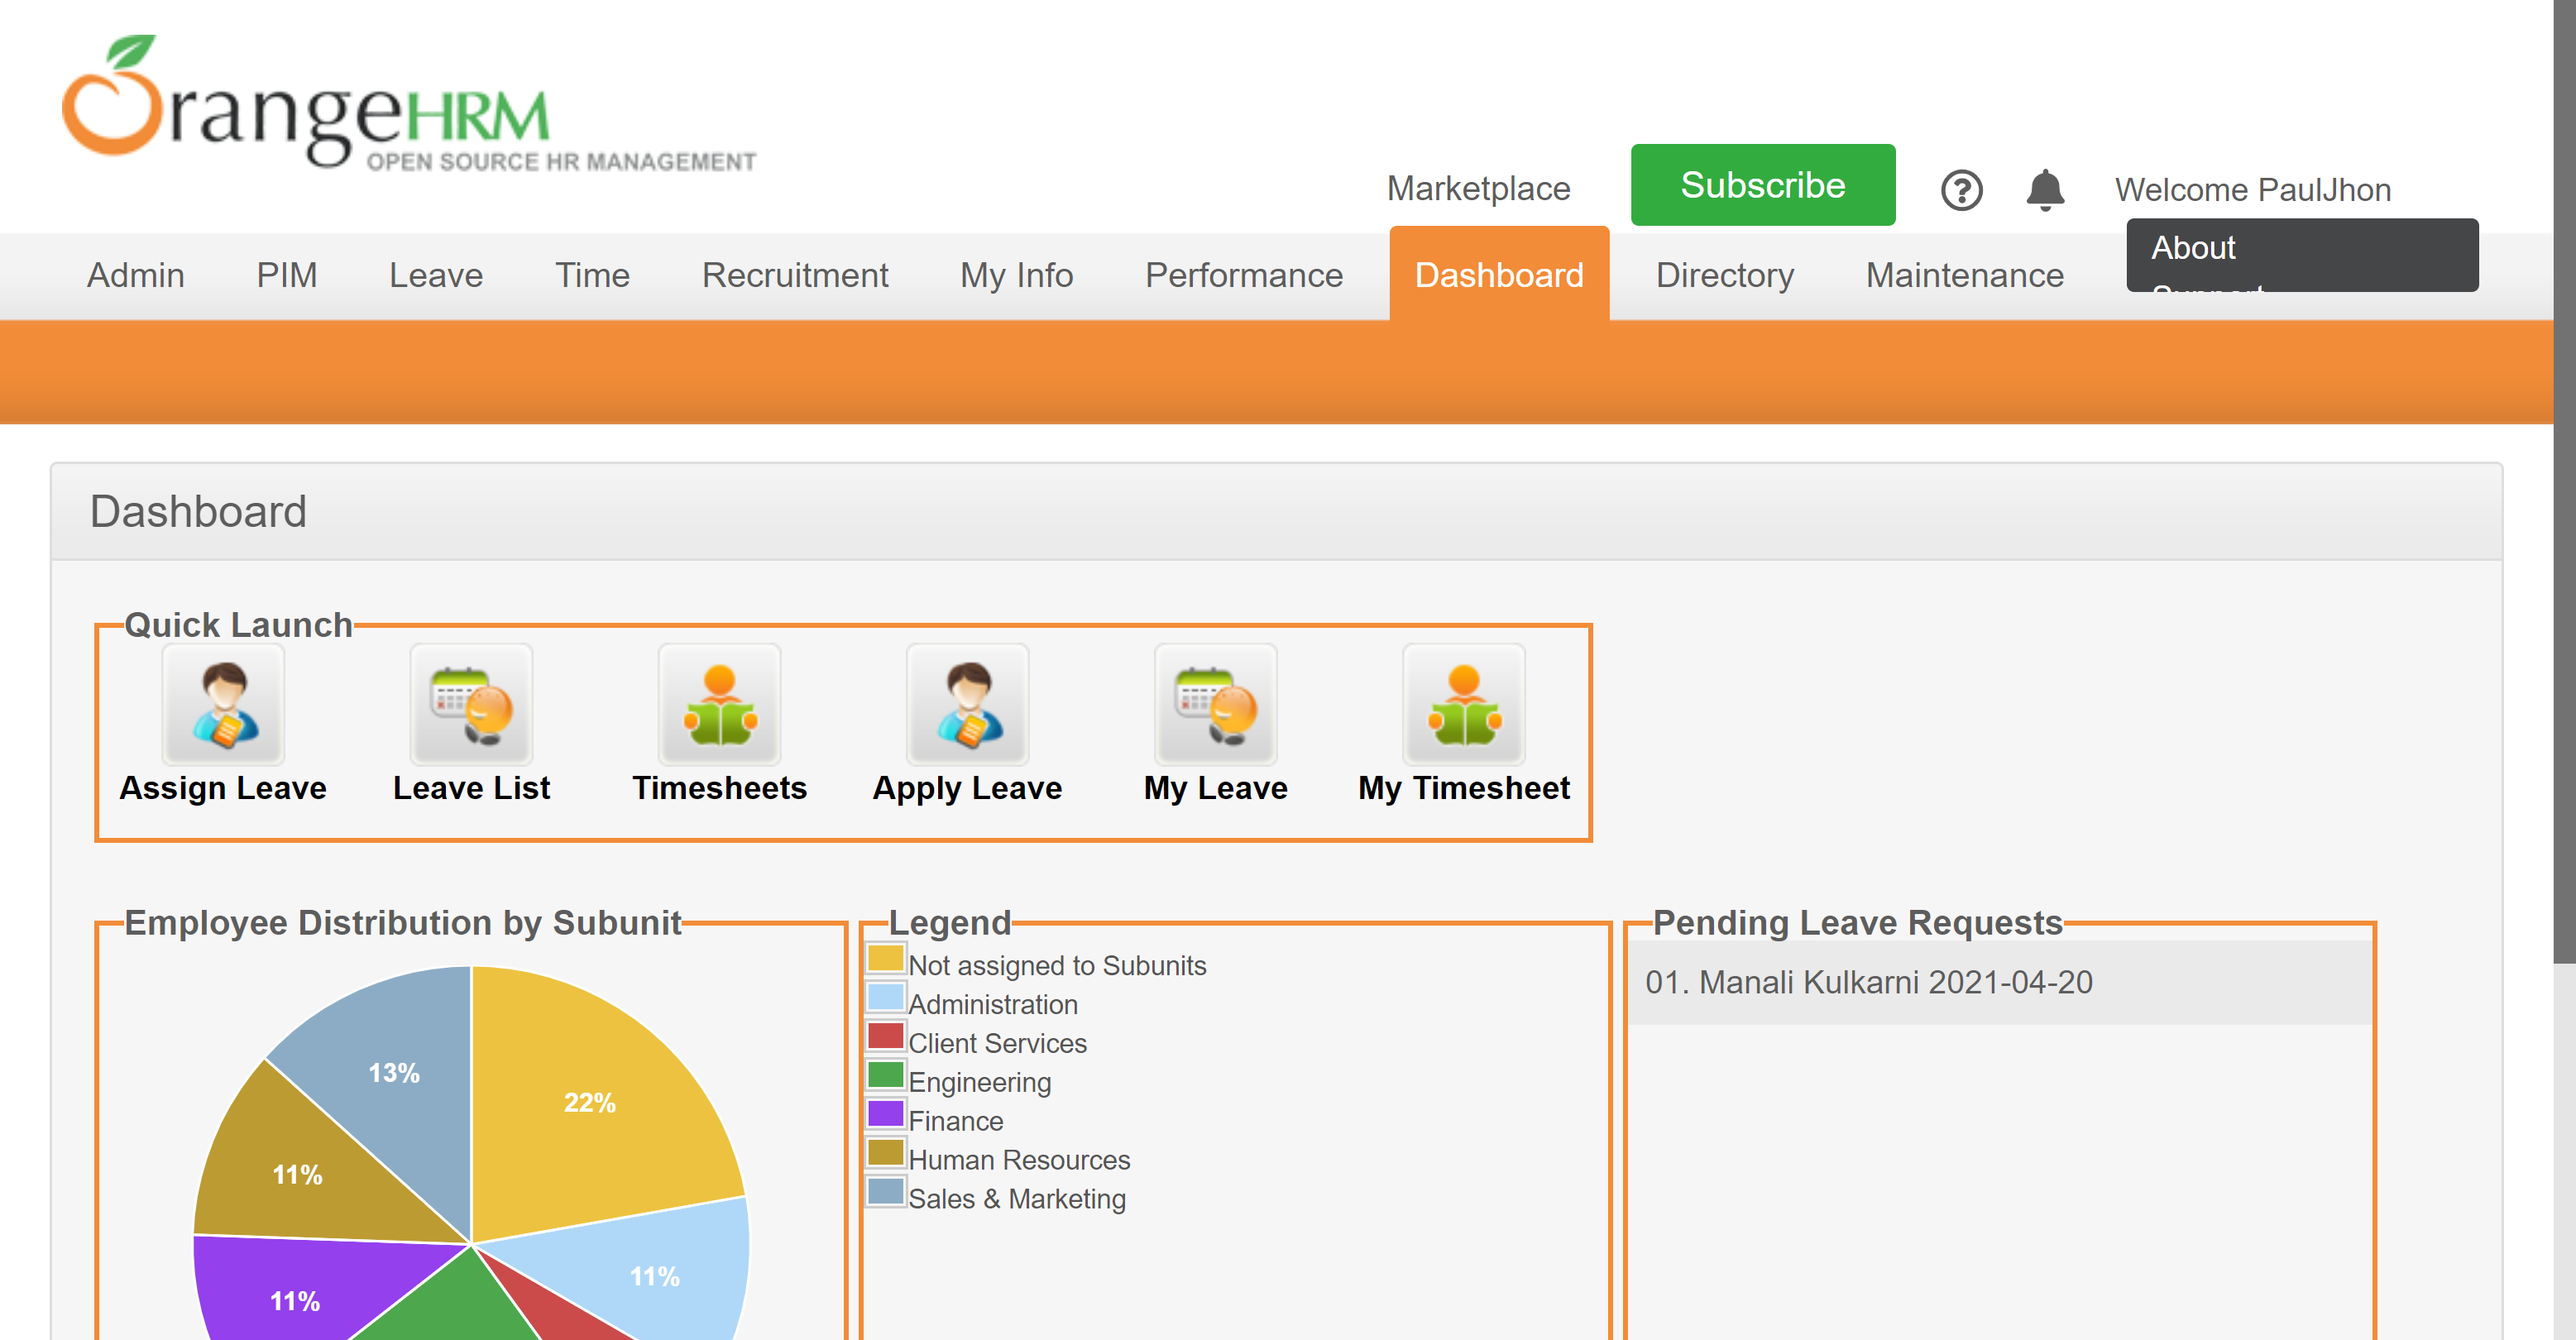 OrangeHRM
OPEN SOURCE HR MANAGEMENT
Marketplace
Subscribe
Welcome PaulJhon
About
Support
Admin
PIM
Leave
Time
Recruitment
My Info
Performance
Dashboard
Directory
Maintenance
Dashboard
Quick Launch
Assign Leave
Leave List
Timesheets
Apply Leave
My Leave
My Timesheet
Employee Distribution by Subunit
13%
22%
11%
11%
11%
Legend
Not assigned to Subunits
Administration
Client Services
Engineering
Finance
Human Resources
Sales & Marketing
Pending Leave Requests
01. Manali Kulkarni 2021-04-20